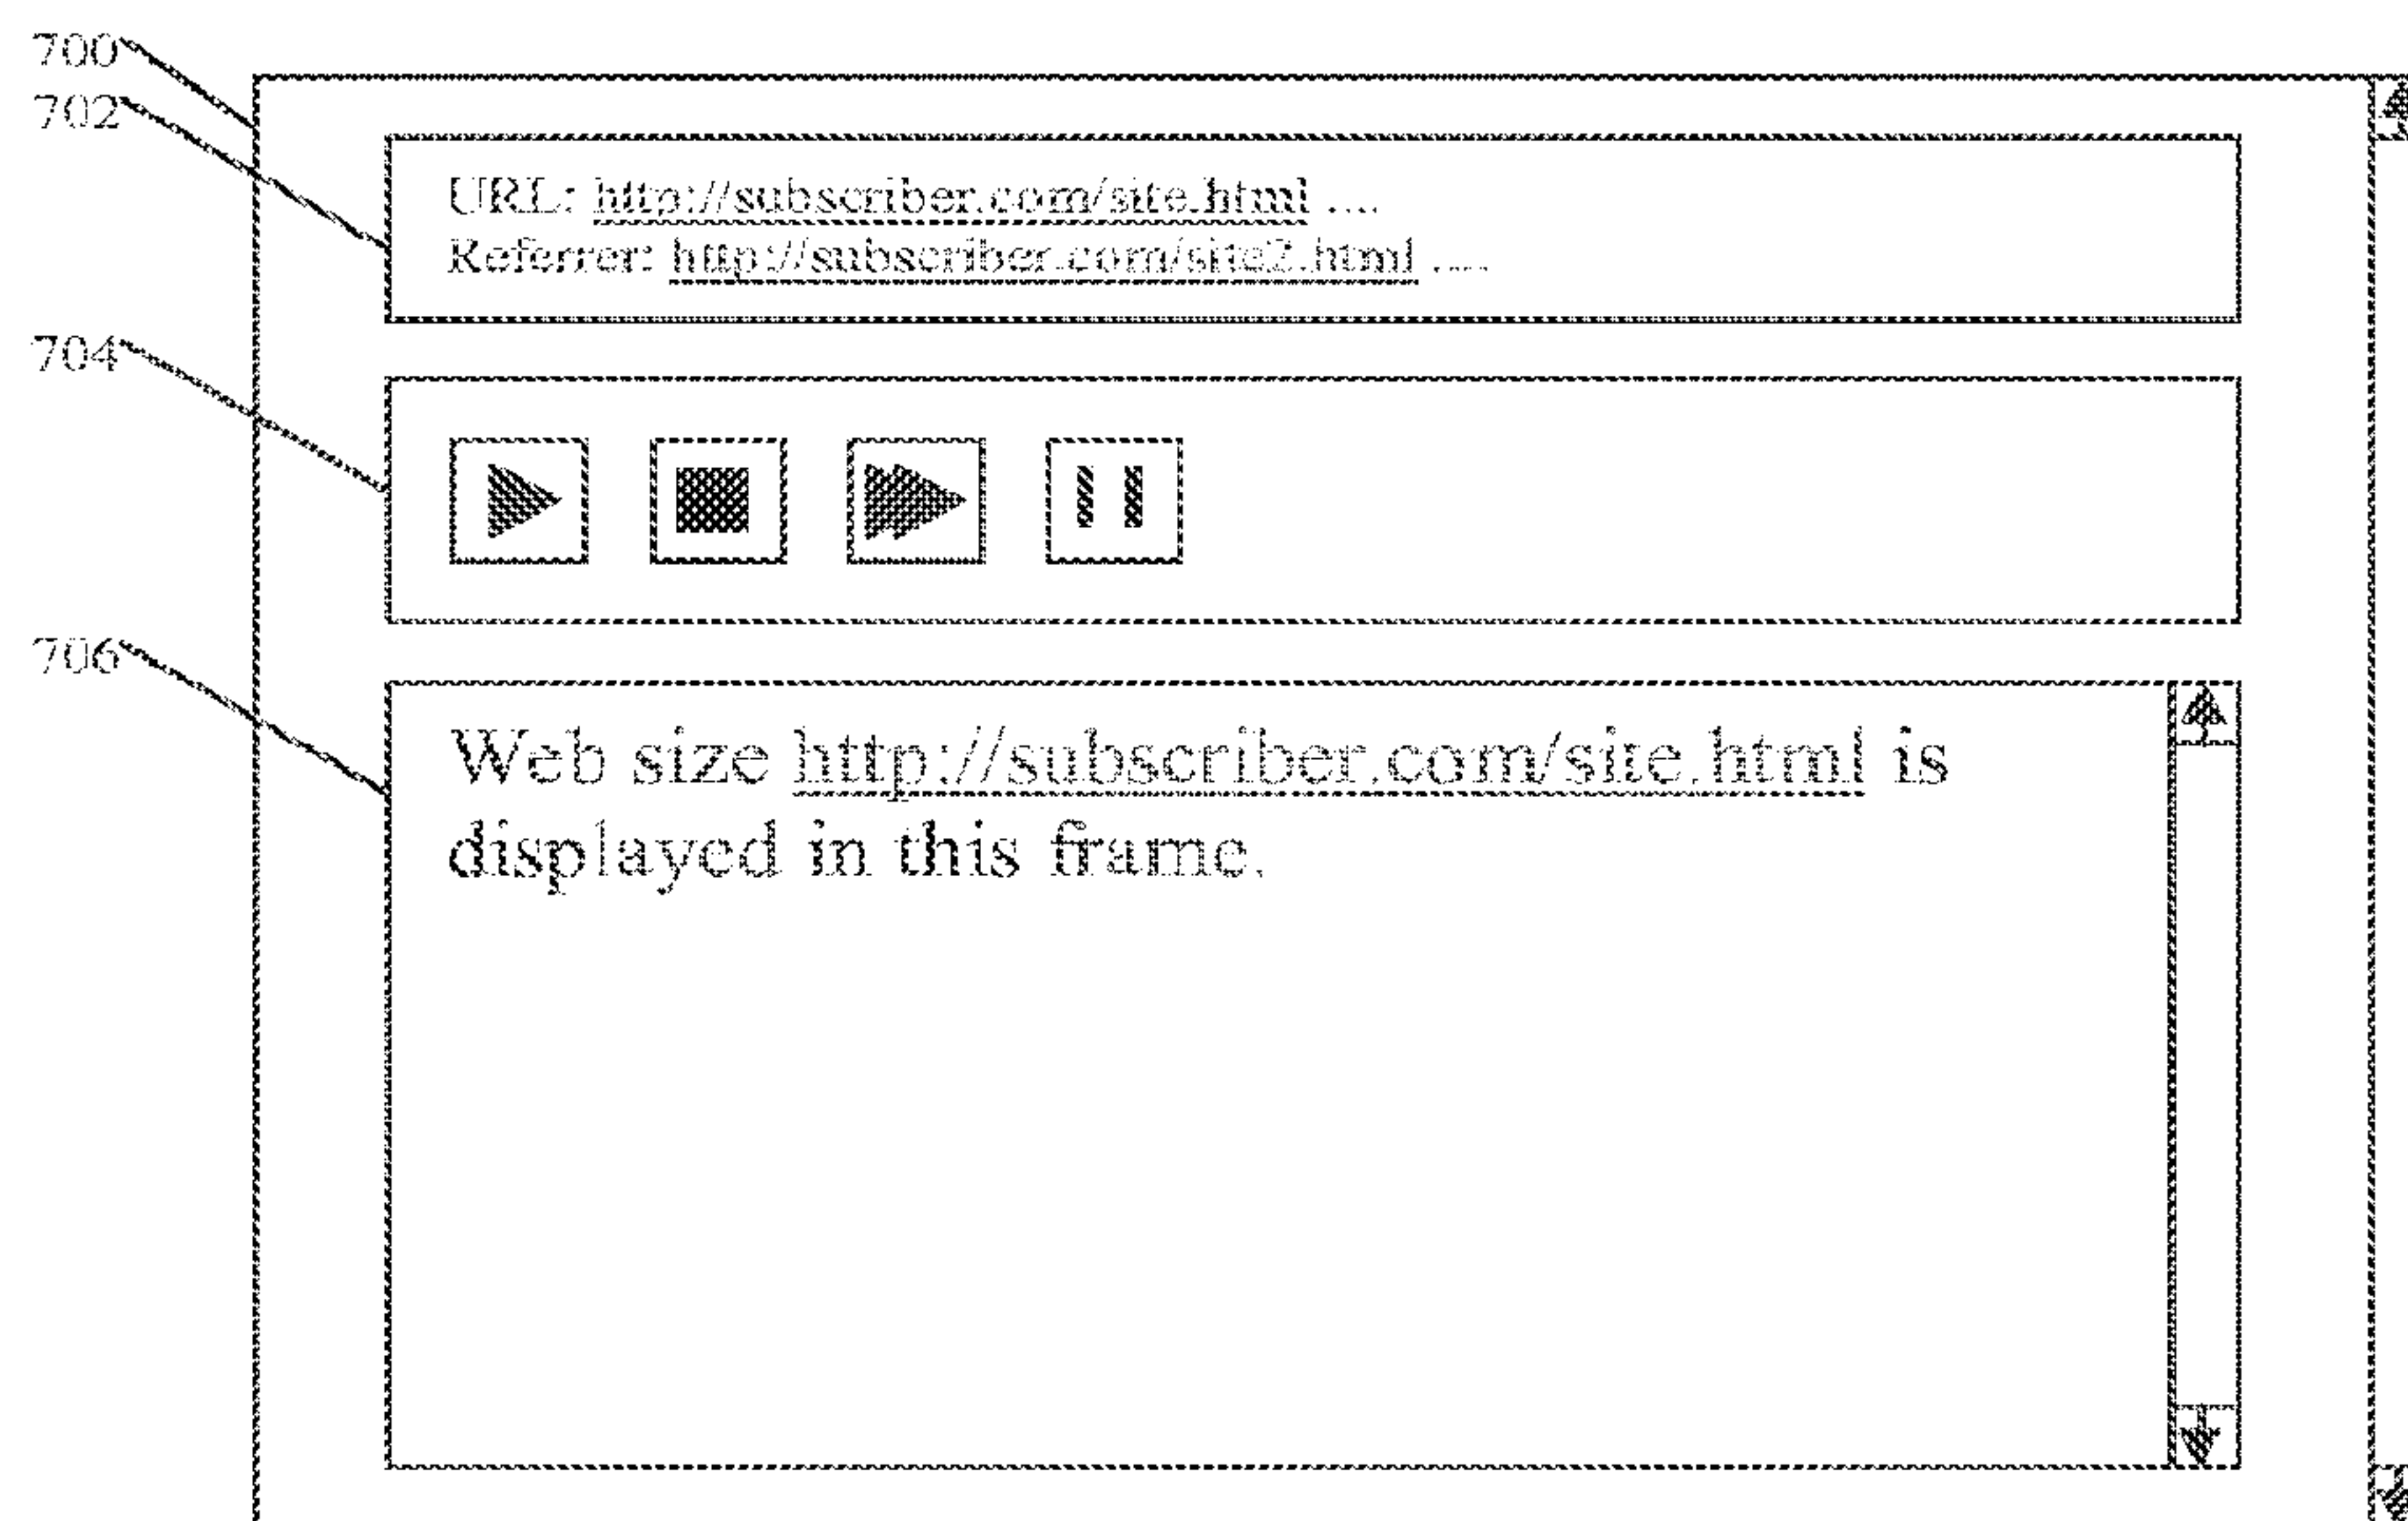 700
702
URL: http://subscriber.com/site.html ....
Referrer: http://subscriber.com/site2.html ....
704
706
Web size http://subscriber.com/site.html is
displayed in this frame.